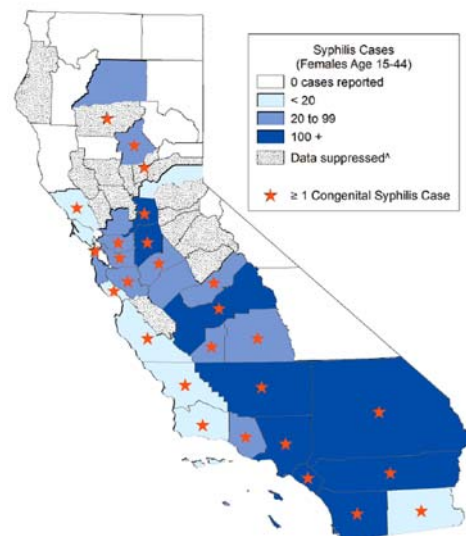 Syphilis Cases
(Females Age 15-44)
0 cases reported
< 20
20 to 99
100 +
Data suppressed^
≥ 1 Congenital Syphilis Case